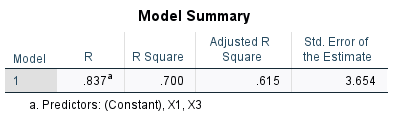 Model Summary
Model R R Square Adjusted R Square Std. Error of the Estimate
1 .837a .700 .615 3.654
a. Predictors: (Constant), X1, X3